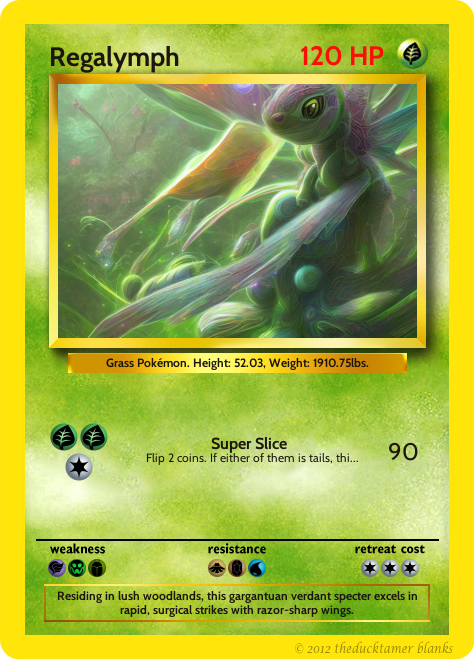 Regalymph 120 HP
Grass Pokémon. Height: 52.03, Weight: 1910.75lbs.
Super Slice
Flip 2 coins. If either of them is tails, thi... 90
weakness resistance retreat cost
Residing in lush woodlands, this gargantuan verdant specter excels in
rapid, surgical strikes with razor-sharp wings.
© 2012 theducktamer blanks